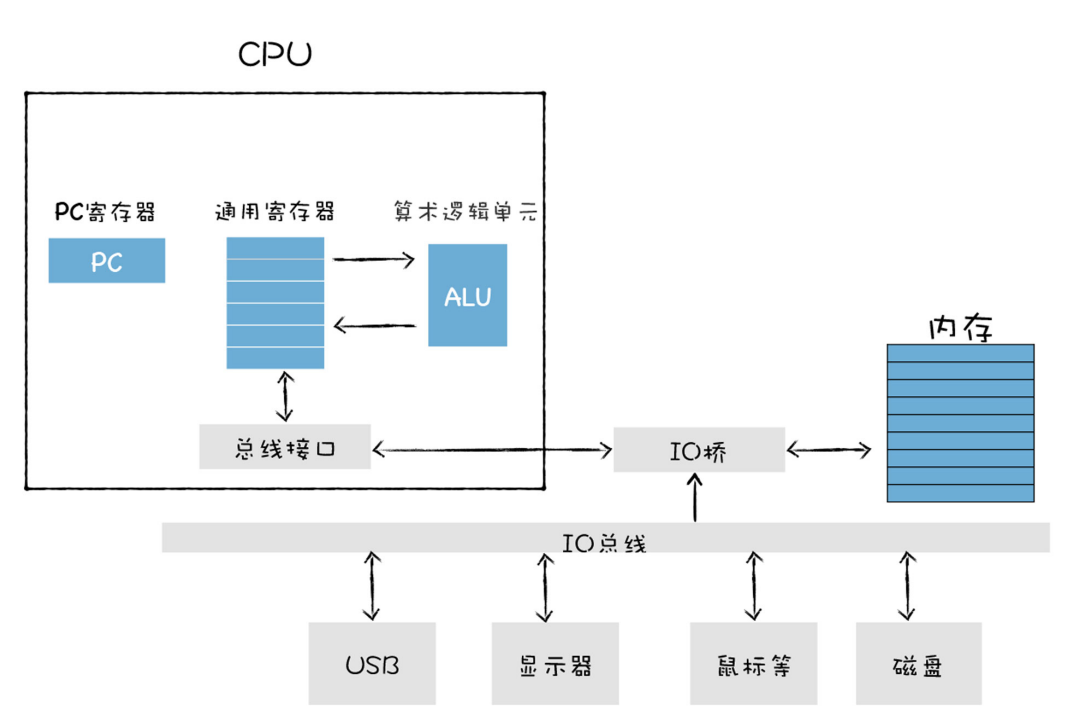 CPU
PC寄存器
通用寄存器
算术逻辑单元
PC
ALU
内存
总线接口
IO桥
IO总线
USB
显示器
鼠标等
磁盘